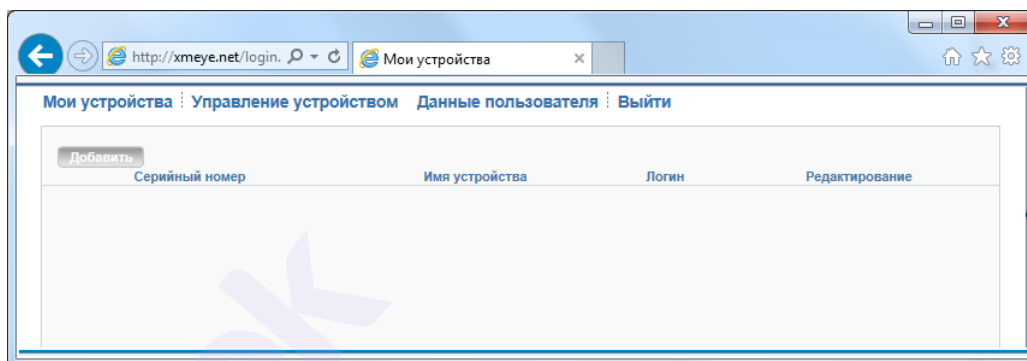 http://xmeye.net/login.
Мои устройства
Мои устройства Управление устройством Данные пользователя Выйти
Добавить
Серийный номер Имя устройства Логин Редактирование
ok